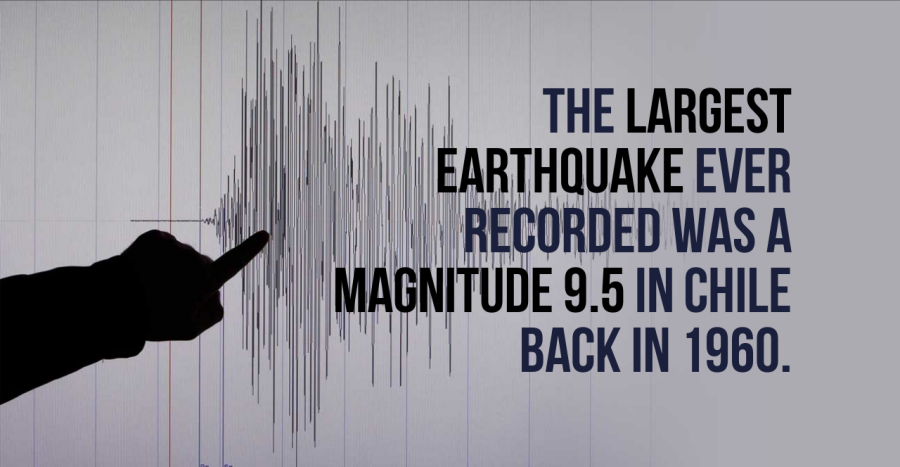 THE LARGEST
EARTHQUAKE EVER
RECORDED WAS A
MAGNITUDE 9.5 IN CHILE
BACK IN 1960.